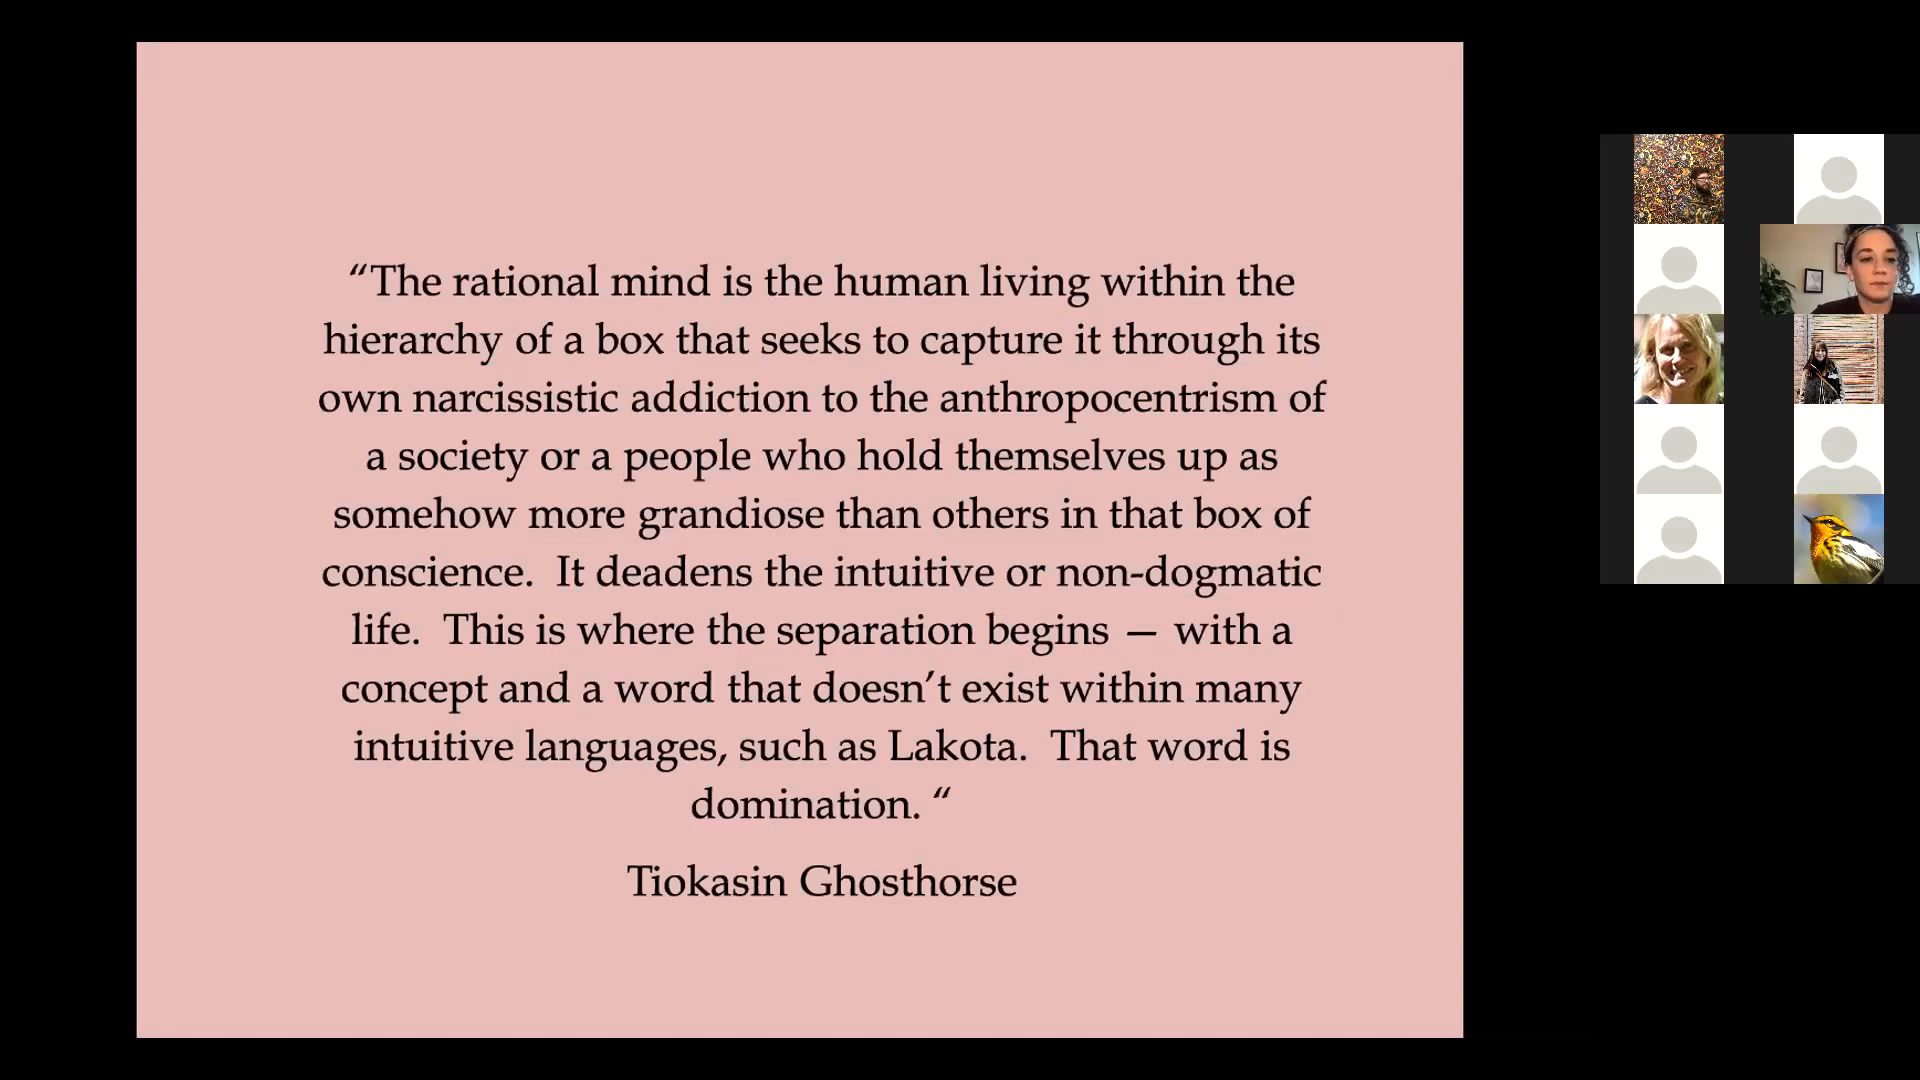 “The rational mind is the human living within the
hierarchy of a box that seeks to capture it through its
own narcissistic addiction to the anthropocentrism of
a society or a people who hold themselves up as
somehow more grandiose than others in that box of
conscience.  It deadens the intuitive or non-dogmatic
life.  This is where the separation begins — with a
concept and a word that doesn’t exist within many
intuitive languages, such as Lakota.  That word is
domination. “
Tiokasin Ghosthorse